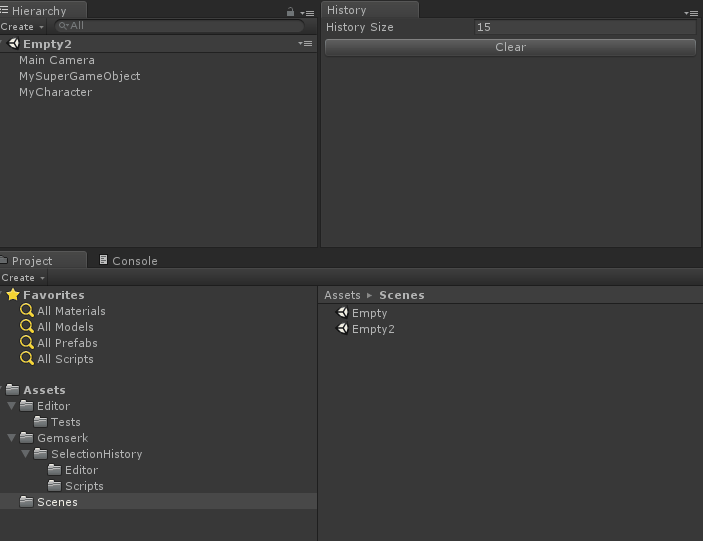 Hierarchy
Create
All
Empty2
Main Camera
MySuperGameObject
MyCharacter
History
History Size 15
Clear
Project Console
Create
Favorites
All Materials
All Models
All Prefabs
All Scripts
Assets
Editor
Tests
Gemserk
SelectionHistory
Editor
Scripts
Scenes
Assets ▸ Scenes
Empty
Empty2